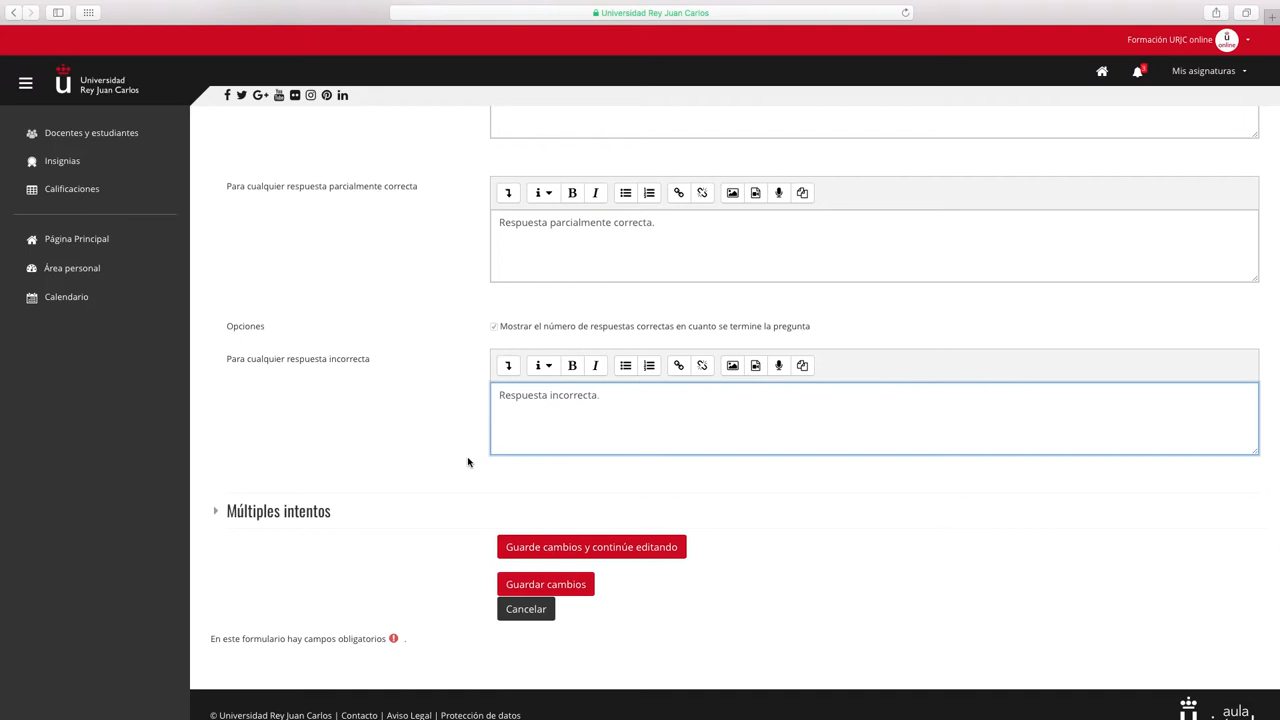 Universidad Rey Juan Carlos
Formación URJC online
ü online
Universidad
Rey Juan Carlos
3
Mis asignaturas
Docentes y estudiantes
Insignias
Calificaciones
Página Principal
Área personal
Calendario
Para cualquier respuesta parcialmente correcta
Respuesta parcialmente correcta.
Opciones
Mostrar el número de respuestas correctas en cuanto se termine la pregunta
Para cualquier respuesta incorrecta
Respuesta incorrecta.
Múltiples intentos
Guarde cambios y continúe editando
Guardar cambios
Cancelar
En este formulario hay campos obligatorios .
© Universidad Rey Juan Carlos | Contacto | Aviso Legal | Protección de datos
aula